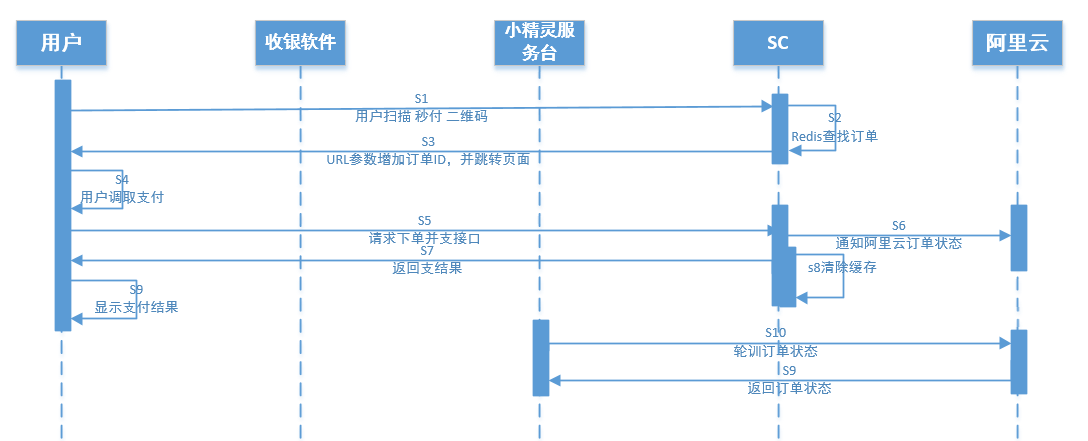 用户
收银软件
小精灵服
务台
SC
阿里云
S1
用户扫描 秒付 二维码
S2
Redis查找订单
S3
URL参数增加订单ID，并跳转页面
S4
用户调取支付
S5
请求下单并支接口
S6
通知阿里云订单状态
S7
返回支结果
s8清除缓存
S9
显示支付结果
S10
轮训订单状态
S9
返回订单状态